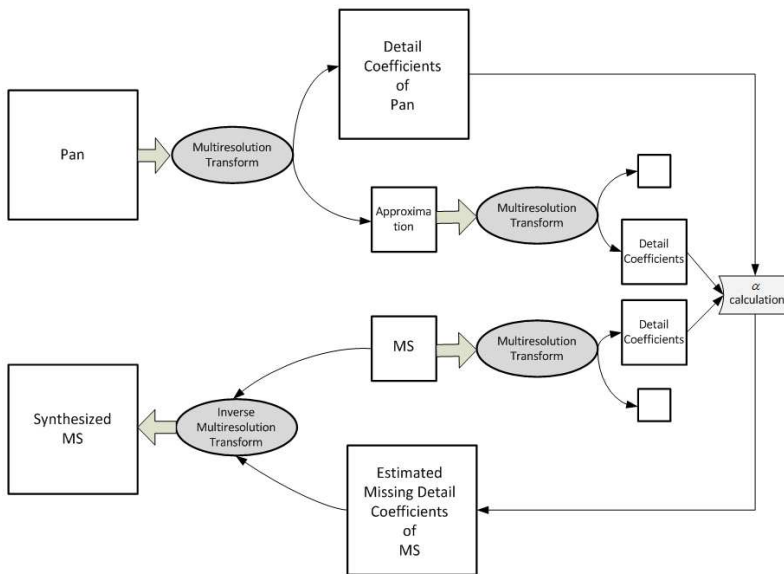 Detail
Coefficients
of
Pan
Pan
Multiresolution
Transform
Approxima
tion
Multiresolution
Transform
Detail
Coefficients
α
calculation
Detail
Coefficients
MS
Multiresolution
Transform
Synthesized
MS
Inverse
Multiresolution
Transform
Estimated
Missing Detail
Coefficients
of
MS